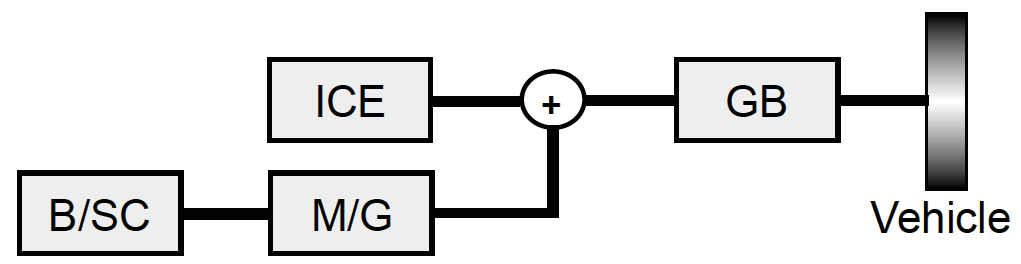 ICE
+
GB
B/SC
M/G
Vehicle